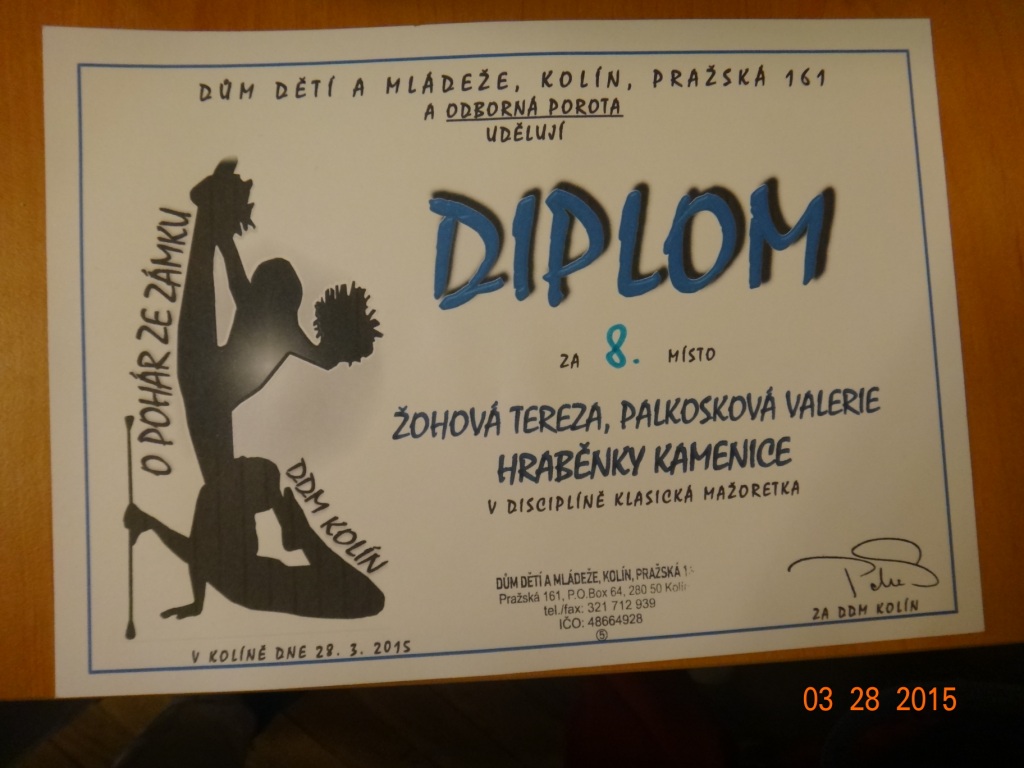 DŮM DĚTÍ A MLÁDEŽE, KOLÍN, PRAŽSKÁ 161
A ODBORNÁ POROTA
UDĚLUJÍ
DIPLOM
ZA 8. MÍSTO
ŽOHOVÁ TEREZA, PALKOSKOVÁ VALERIE
HRABĚNKY KAMENICE
V DISCIPLÍNĚ KLASICKÁ MAŽORETKA
O POHÁR ZE ZÁMKU
DDM KOLÍN
DŮM DĚTÍ A MLÁDEŽE, KOLÍN, PRAŽSKÁ
Pražská 161, P.O.Box 64, 280 50 Kolín
tel./fax: 321 712 939
IČO: 48664928
5
ZA DDM KOLÍN
V KOLÍNĚ DNE 28. 3. 2015
03 28 2015